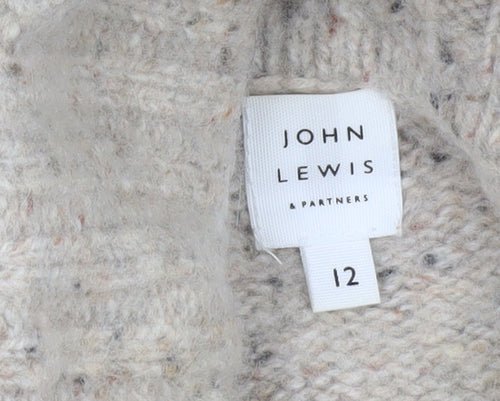 JOHN
LEWIS
& PARTNERS
12